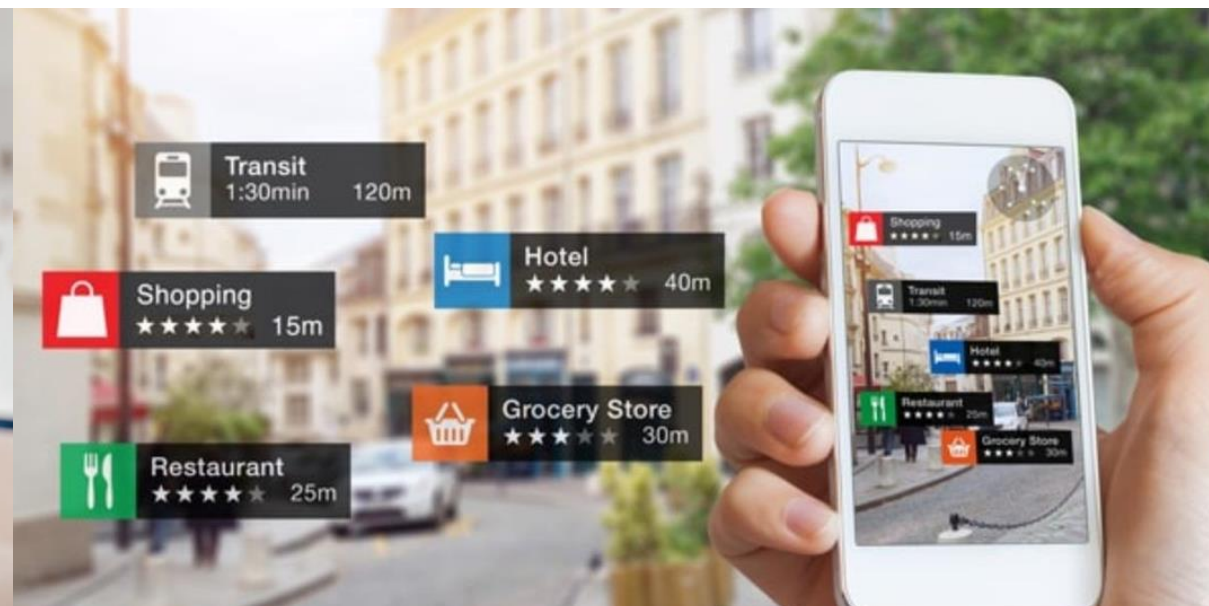 Transit
1:30min 120m
Shopping
15m
Hotel
40m
Grocery Store
30m
Restaurant
25m
Shopping
15m
Transit
1:30min 120m
Hotel
40m
Restaurant
25m
Grocery Store
30m